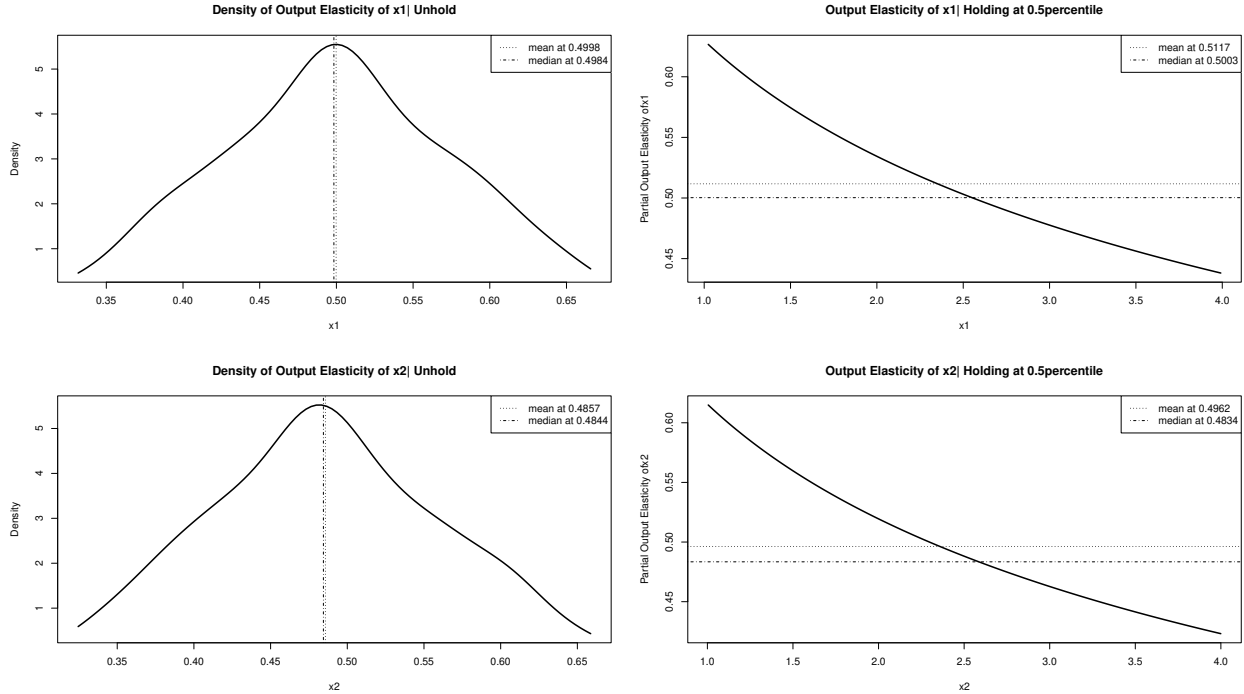 Density of Output Elasticity of x1| Unhold
mean at 0.4998
median at 0.4984
Density
5
4
3
2
1
0.35 0.40 0.45 0.50 0.55 0.60 0.65
x1
Output Elasticity of x1| Holding at 0.5percentile
mean at 0.5117
median at 0.5003
Partial Output Elasticity ofx1
0.60
0.55
0.50
0.45
1.0 1.5 2.0 2.5 3.0 3.5 4.0
x1
Density of Output Elasticity of x2| Unhold
mean at 0.4857
median at 0.4844
Density
5
4
3
2
1
0.35 0.40 0.45 0.50 0.55 0.60 0.65
x2
Output Elasticity of x2| Holding at 0.5percentile
mean at 0.4962
median at 0.4834
Partial Output Elasticity ofx2
0.60
0.55
0.50
0.45
1.0 1.5 2.0 2.5 3.0 3.5 4.0
x2